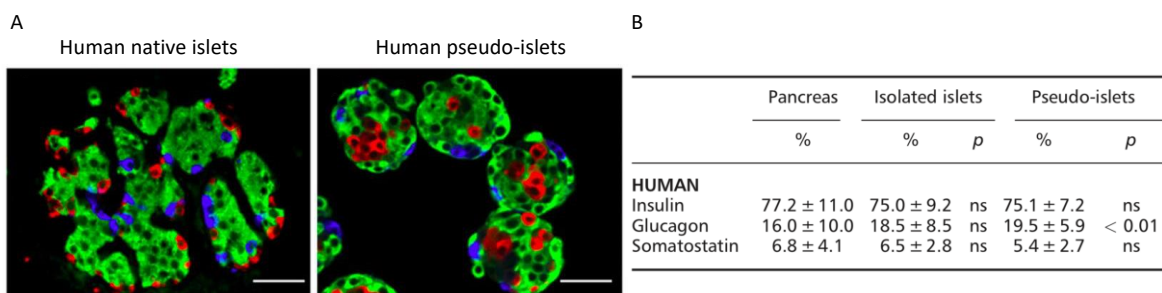 A
Human native islets
Human pseudo-islets
B
Pancreas Isolated islets Pseudo-islets
% % p % p
HUMAN
Insulin 77.2 ± 11.0 75.0 ± 9.2 ns 75.1 ± 7.2 ns
Glucagon 16.0 ± 10.0 18.5 ± 8.5 ns 19.5 ± 5.9 < 0.01
Somatostatin 6.8 ± 4.1 6.5 ± 2.8 ns 5.4 ± 2.7 ns